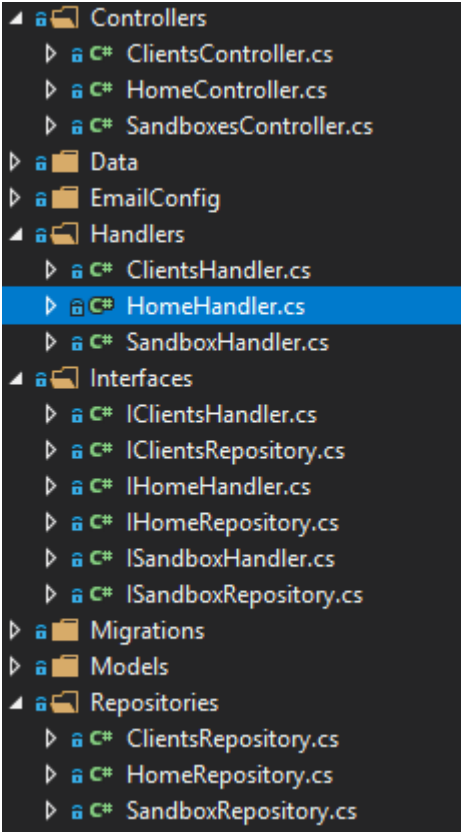 Controllers
C# ClientsController.cs
C# HomeController.cs
C# SandboxesController.cs
Data
EmailConfig
Handlers
C# ClientsHandler.cs
C# HomeHandler.cs
C# SandboxHandler.cs
Interfaces
C# IClientsHandler.cs
C# IClientsRepository.cs
C# IHomeHandler.cs
C# IHomeRepository.cs
C# ISandboxHandler.cs
C# ISandboxRepository.cs
Migrations
Models
Repositories
C# ClientsRepository.cs
C# HomeRepository.cs
C# SandboxRepository.cs